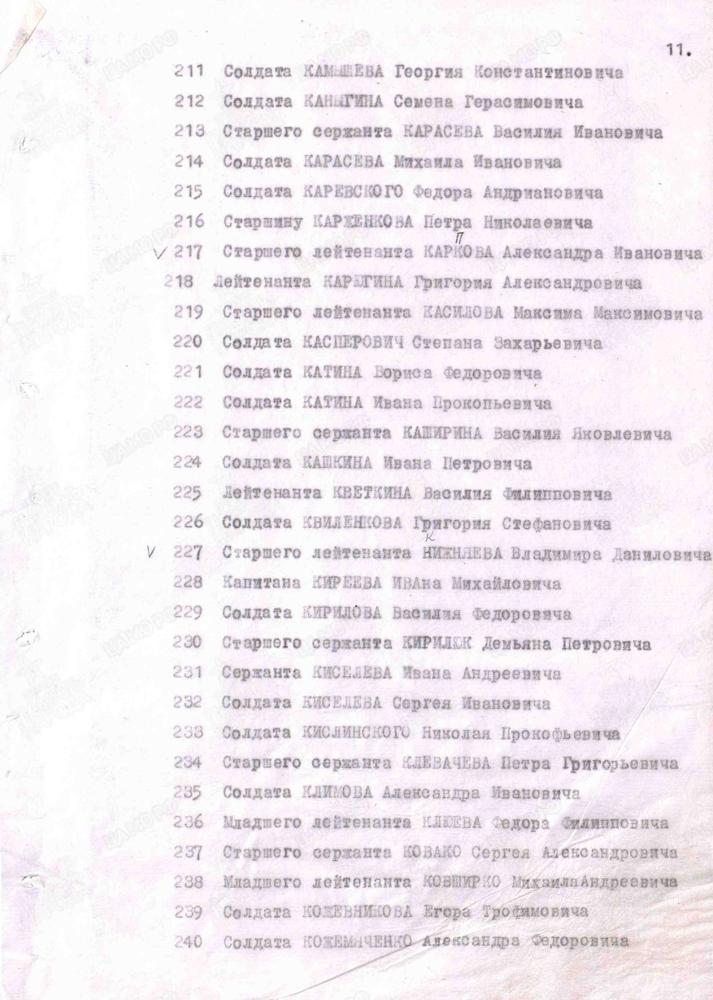 11.
211 Солдата КАМЫШЕВА Георгия Константиновича
212 Солдата КАНЫГИНА Семена Герасимовича
213 Старшего сержанта КАРАСЕВА Василия Ивановича
214 Солдата КАРАСЕВА Михаила Ивановича
215 Солдата КАРЕВСКОГО Федора Андриановича
216 Старшину КАРЖЕНКОВА Петра Николаевича
П
V 217 Старшего лейтенанта КАРКОВА Александра Ивановича
218 Лейтенанта Григория Александровича
219 Старшего лейтенанта КАСИЛОВА Максима Максимовича
220 Солдата КАСПЕРОВИЧ Степана Захарьевича
221 Солдата КАТИНА Бориса Федоровича
222 Солдата КАТИНА Ивана Прокопьевича
223 Старшего сержанта КАШИРИНА Василия Яковлевича
224 Солдата КАШКИНА Ивана Петровича
225 Лейтенанта КВЕТКИНА Василия Филипповича
226 Солдата КВИЛЕНКОВА Григория Стефановича
К
V 227 Старшего лейтенанта НИЖНЯЕВА Владимира Даниловича
228 Капитана КИРЕЕВА ИВАна Михайловича
229 Солдата КИРИЛОВА Василия Федоровича
230 Старшего сержанта КИРИЛЕК Демьяна Петровича
231 Сержанта КИСЕЛЕВА Ивана Андреевича
232 Солдата КИСЕЛЕВА Сергея Ивановича
233 Солдата КИСЛИНСКОГО Николая Прокофьевича
234 Старшего сержанта КЛЕВАЧЕВА Петра Григорьевича
235 Солдата КЛИМОВА Александра Ивановича
236 Младшего лейтенанта КЛЮЕВА Федора Филипповича
237 Старшего сержанта КОВАКО Сергея Александровича
238 Младшего лейтенанта КОВШИРКО МихаилаАндреевича
239 Солдата КОЖЕВНИКОВА Егора Трофимовича
240 Солдата КОЖЕМЯЧЕНКО Александра Федоровича